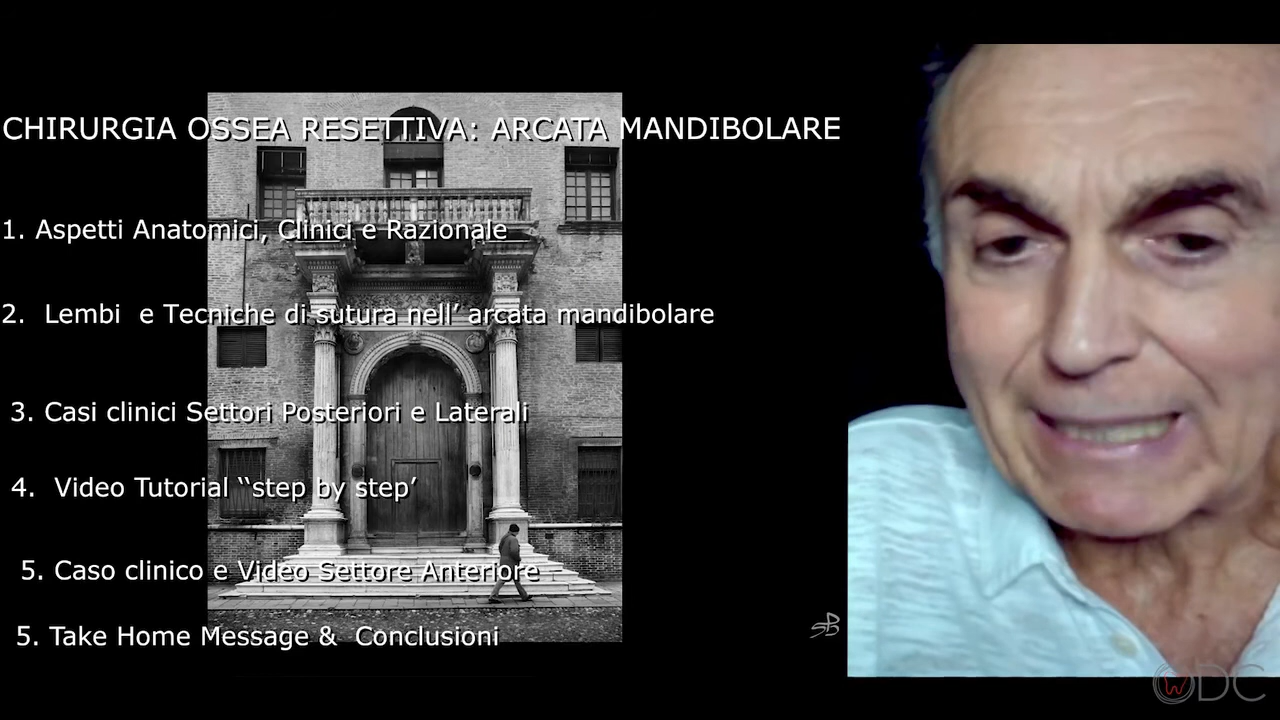 CHIRURGIA OSSEA RESETTIVA: ARCATA MANDIBOLARE
1. Aspetti Anatomici, Clinici e Razionale
2. Lembi e Tecniche di sutura nell' arcata mandibolare
3. Casi clinici Settori Posteriori e Laterali
4. Video Tutorial “step by step’
5. Caso clinico e Video Settore Anteriore
5. Take Home Message & Conclusioni
SB
ODC